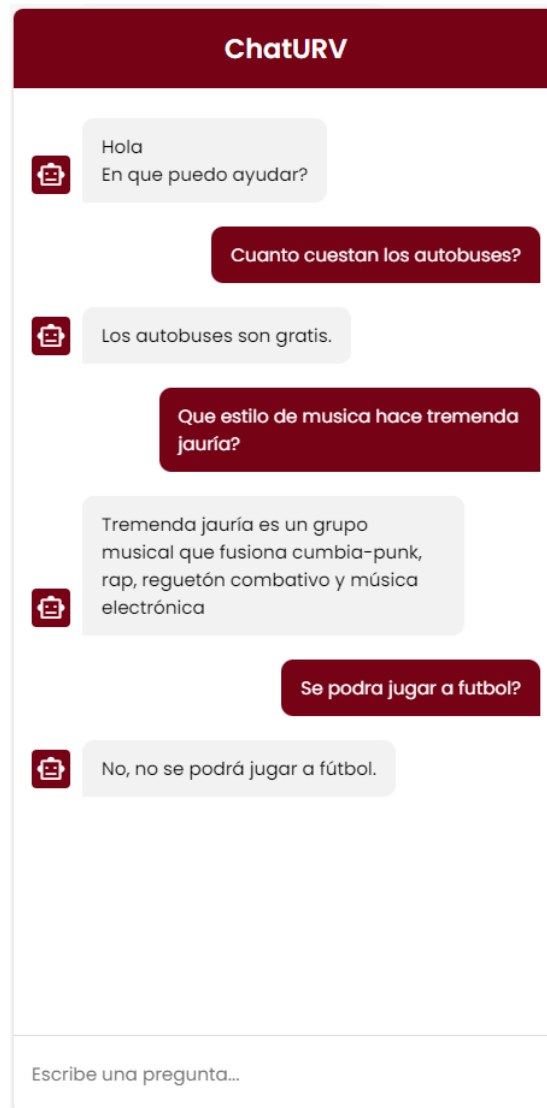 ChatURV
Hola
En que puedo ayudar?
Cuanto cuestan los autobuses?
Los autobuses son gratis.
Que estilo de musica hace tremenda
jauría?
Tremenda jauría es un grupo
musical que fusiona cumbia-punk,
rap, reguetón combativo y música
electrónica
Se podra jugar a futbol?
No, no se podrá jugar a fútbol.
Escribe una pregunta...